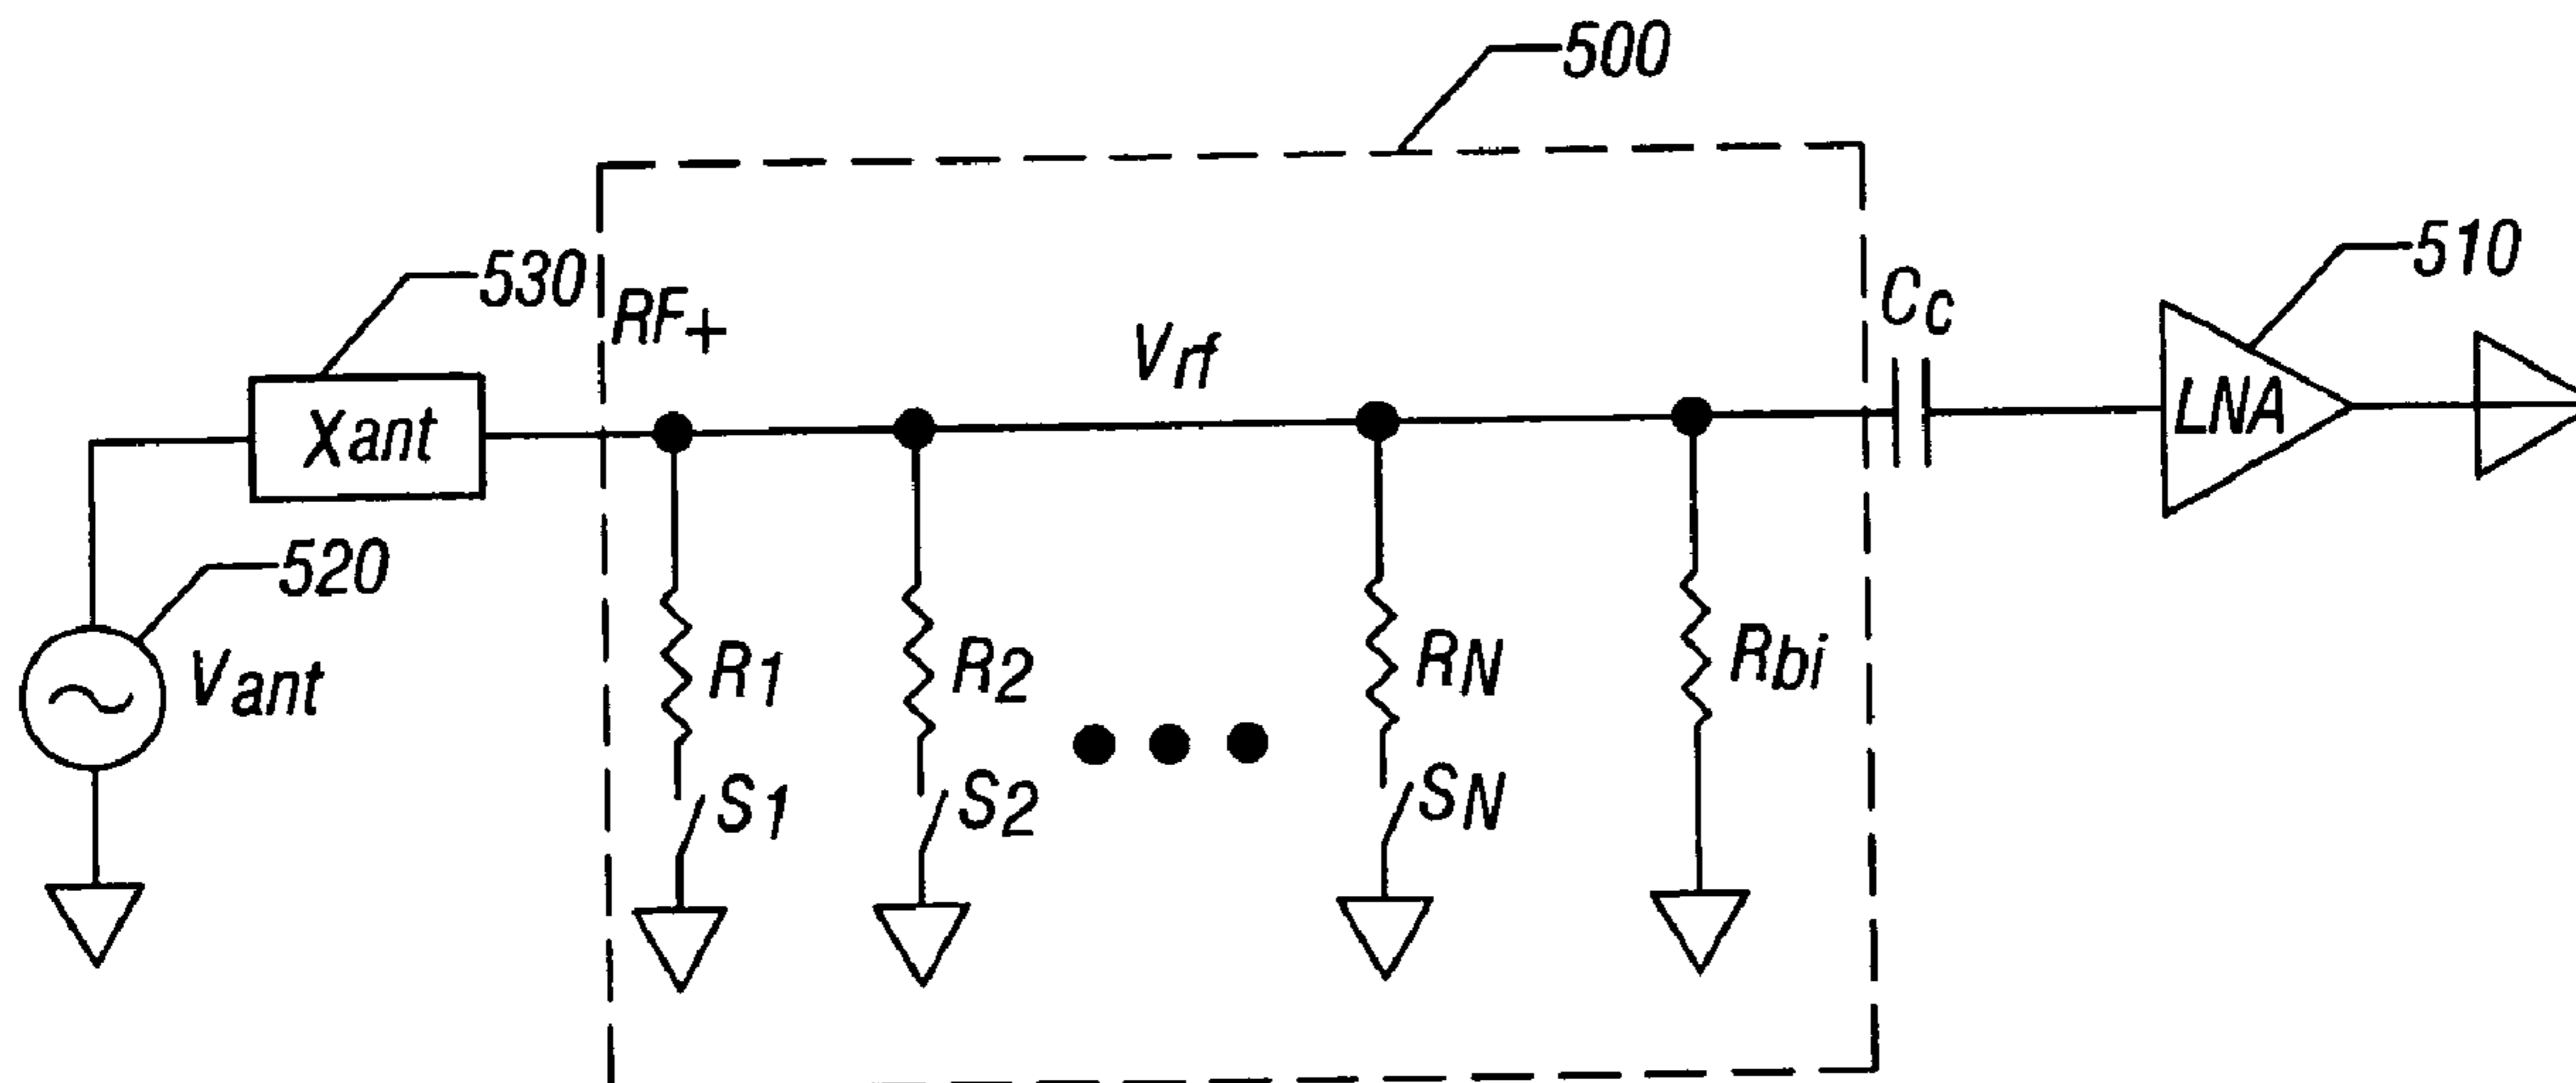 500
530
RF+
Vrf
Cc
510
Xant
LNA
520
Vant
R1
R2
RN
Rbi
S1
S2
SN